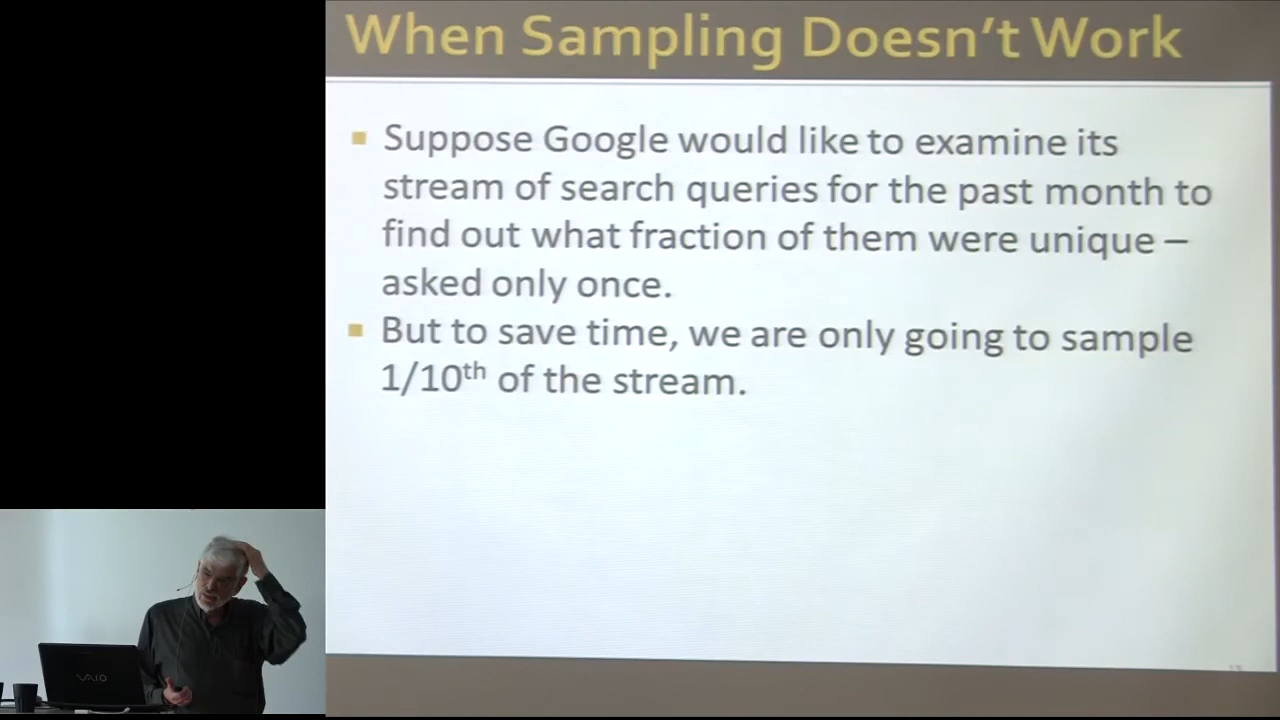 When Sampling Doesn't Work
▪ Suppose Google would like to examine its
stream of search queries for the past month to
find out what fraction of them were unique –
asked only once.
▪ But to save time, we are only going to sample
1/10th of the stream.
VAIO